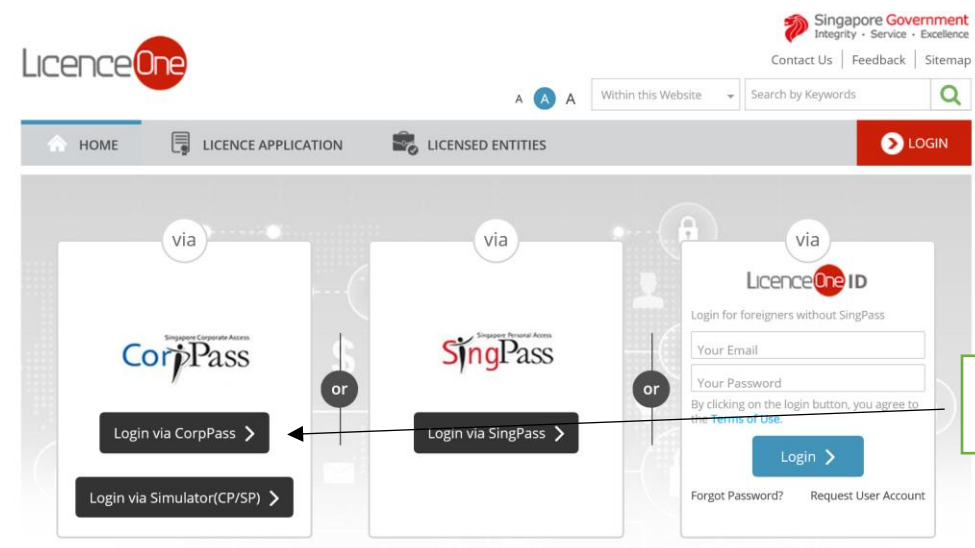 Singapore Government
Integrity · Service · Excellence
LicenceOne
Contact Us | Feedback | Sitemap
A A A
Within this Website
Search by Keywords
HOME
LICENCE APPLICATION
LICENSED ENTITIES
LOGIN
via
Singapore Corporate Access
CorpPass
Login via CorpPass
Login via Simulator(CP/SP)
or
via
Singapore Personal Access
SingPass
Login via SingPass
or
via
LicenceOne ID
Login for foreigners without SingPass
Your Email
Your Password
By clicking on the login button, you agree to
the Terms of Use.
Login
Forgot Password?
Request User Account